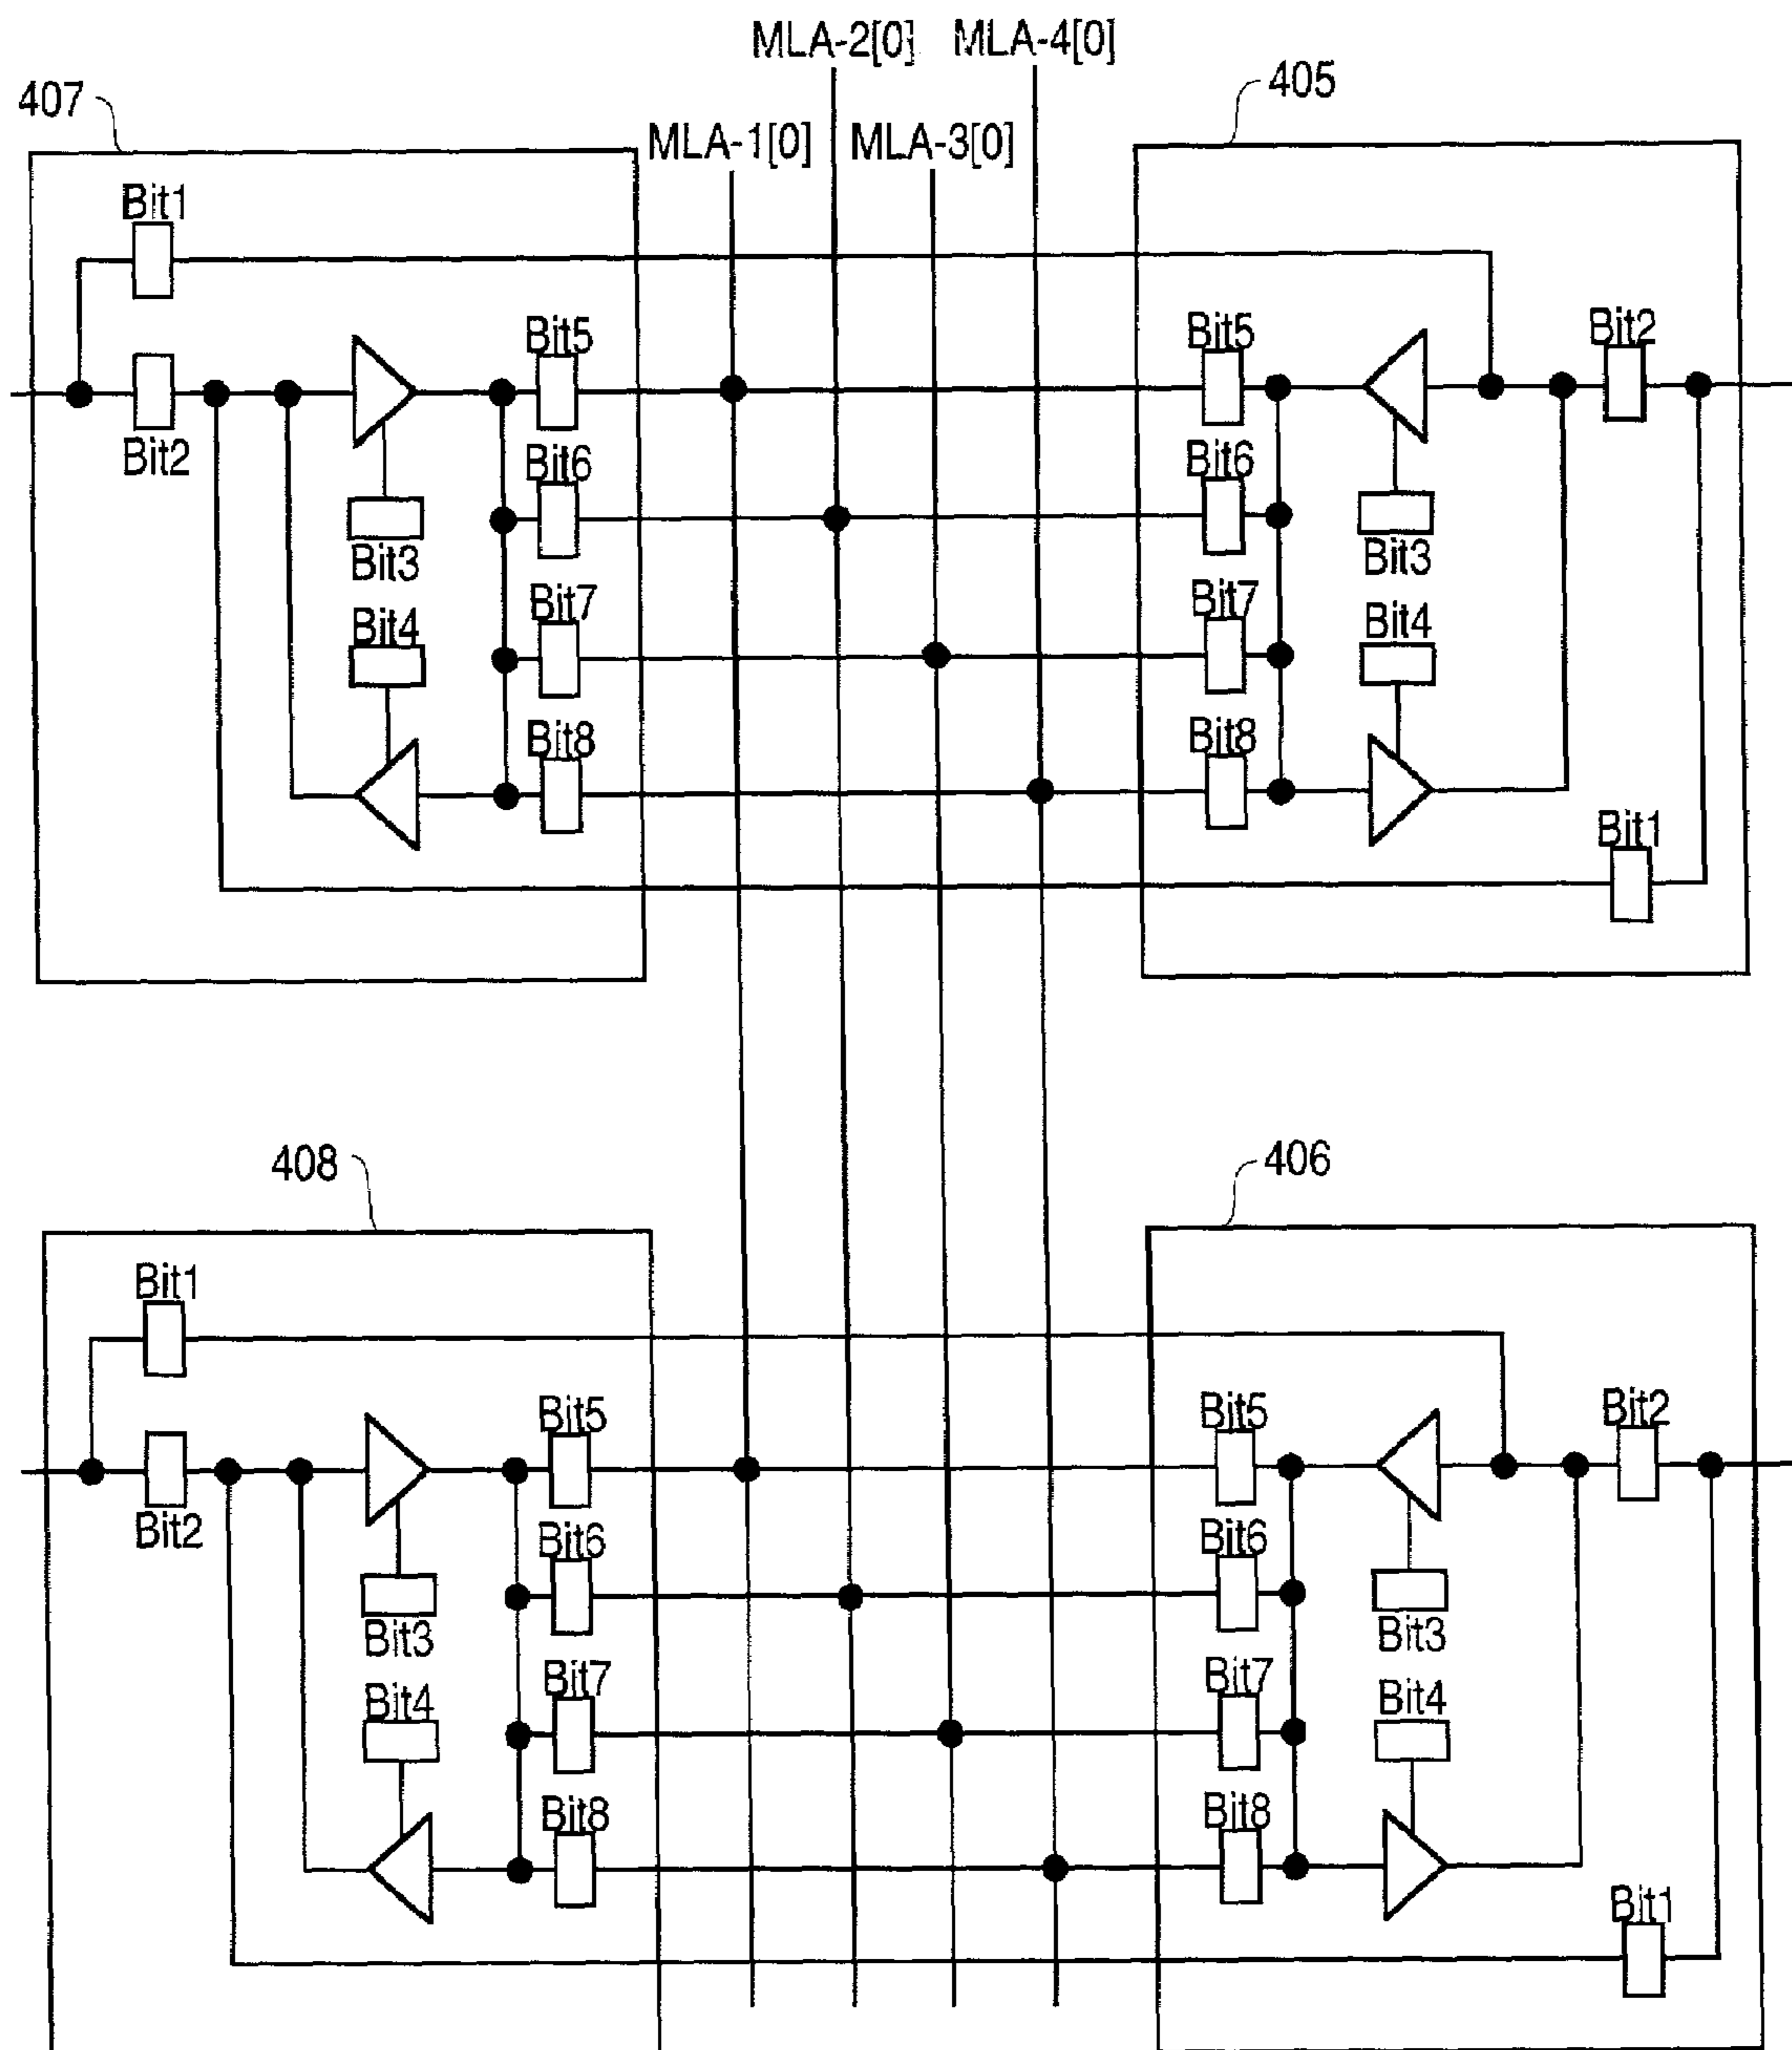 MLA-2[0] MLA-4[0]
407
405
MLA-1[0] MLA-3[0]
Bit1
Bit5
Bit5
Bit2
Bit2
Bit6
Bit6
Bit3
Bit3
Bit7
Bit7
Bit4
Bit4
Bit8
Bit8
Bit1
408
406
Bit1
Bit5
Bit5
Bit2
Bit2
Bit6
Bit6
Bit3
Bit3
Bit7
Bit7
Bit4
Bit4
Bit8
Bit8
Bit1